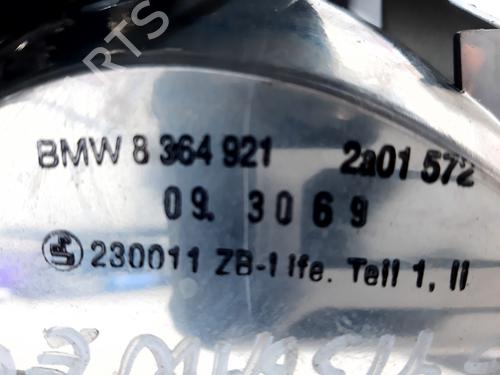 BMW 8 364 921 2a01 572
09. 3069
230011 ZB-1 lfe. Teil 1, II